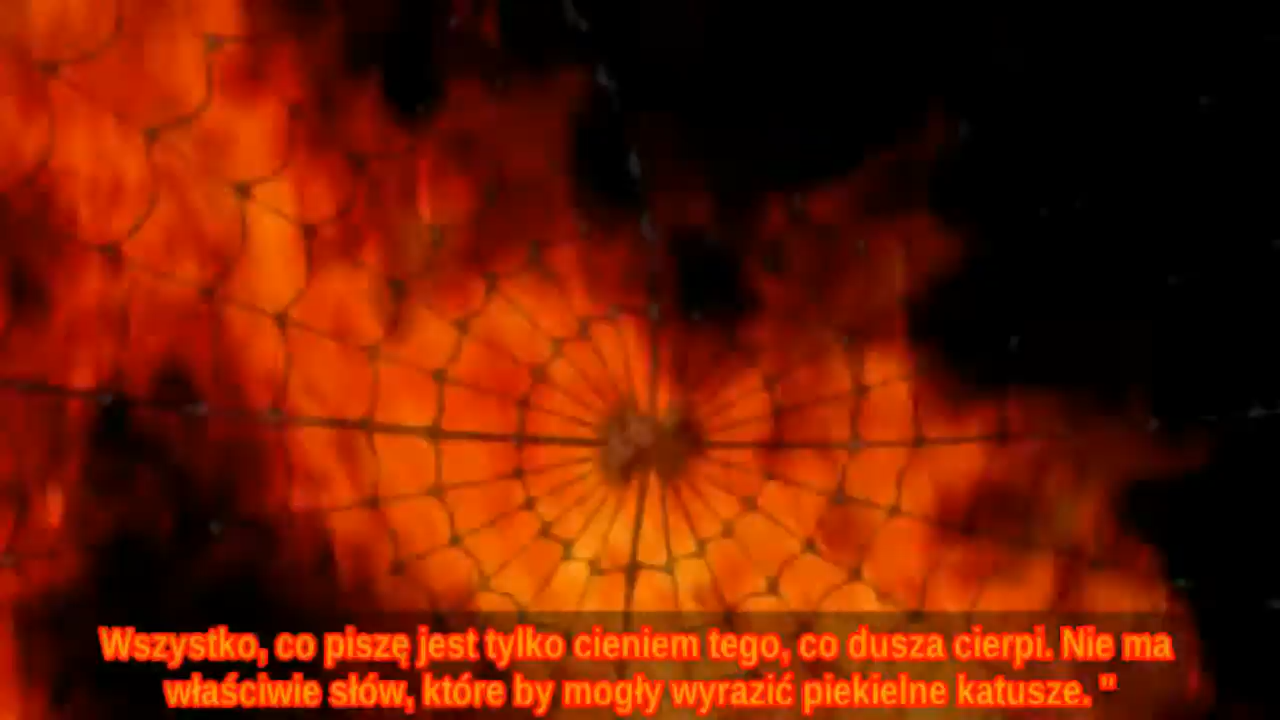 Wszystko, co piszę jest tylko cieniem tego, co dusza cierpi. Nie ma
właściwie słów, które by mogły wyrazić piekielne katusze. "